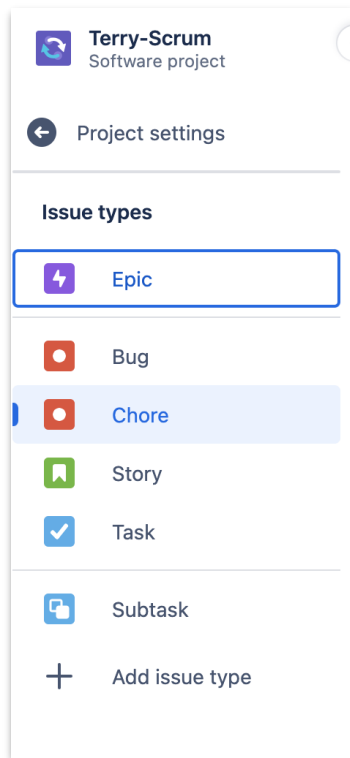 Terry-Scrum
Software project
Project settings
Issue types
Epic
Bug
Chore
Story
Task
Subtask
Add issue type